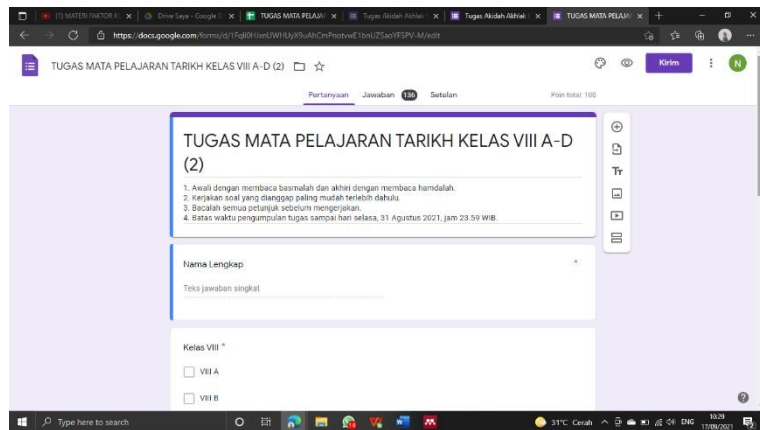 (1) MATERI FAKTOR K
Drive Saya - Google D
TUGAS MATA PELAJAR
Tugas Akidah Akhlak
Tugas Akidah Akhlak
TUGAS MATA PELAJAR
docs.google.com/forms/d/
TUGAS MATA PELAJARAN TARIKH KELAS VIII A-D (2)
Kirim
N
Pertanyaan Jawaban 136 Setelan Poin total: 100
TUGAS MATA PELAJARAN TARIKH KELAS VIII A-D
(2)
1. Awali dengan membaca basmalah dan akhiri dengan membaca hamdalah.
2. Kerjakan soal yang dianggap paling mudah terlebih dahulu.
3. Bacalah semua petunjuk sebelum mengerjakan.
4. Batas waktu pengumpulan tugas sampai hari selasa, 31 Agustus 2021, jam 23.59 WIB.
Tт
Nama Lengkap *
Teks jawaban singkat
Kelas VIII *
VIII A
VIII B
Type here to search
31°C Cerah
ENG
10:29
17/09/2021